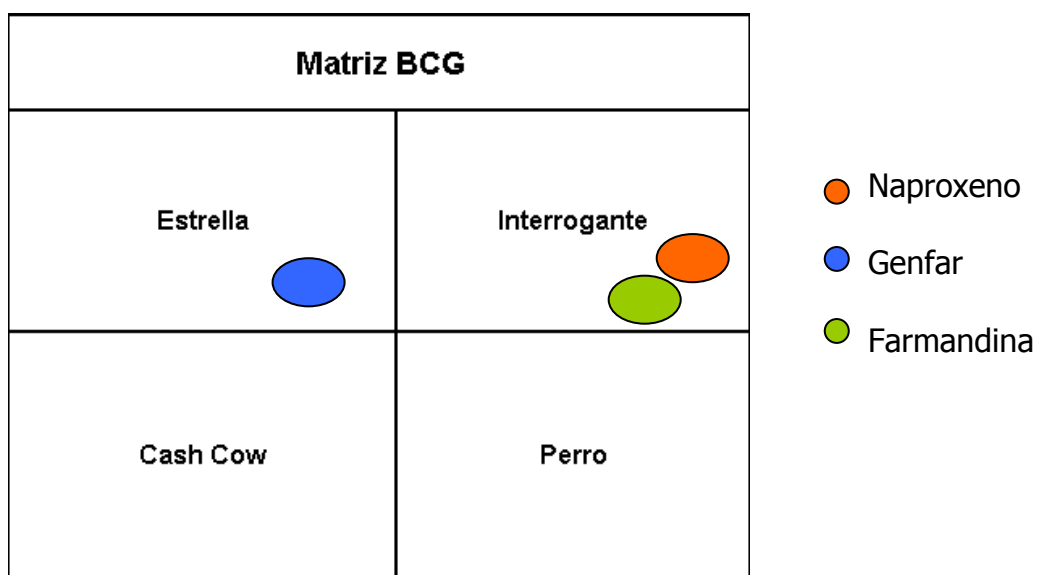 Matriz BCG
Estrella
Interrogante
Cash Cow
Perro
Naproxeno
Genfar
Farmandina